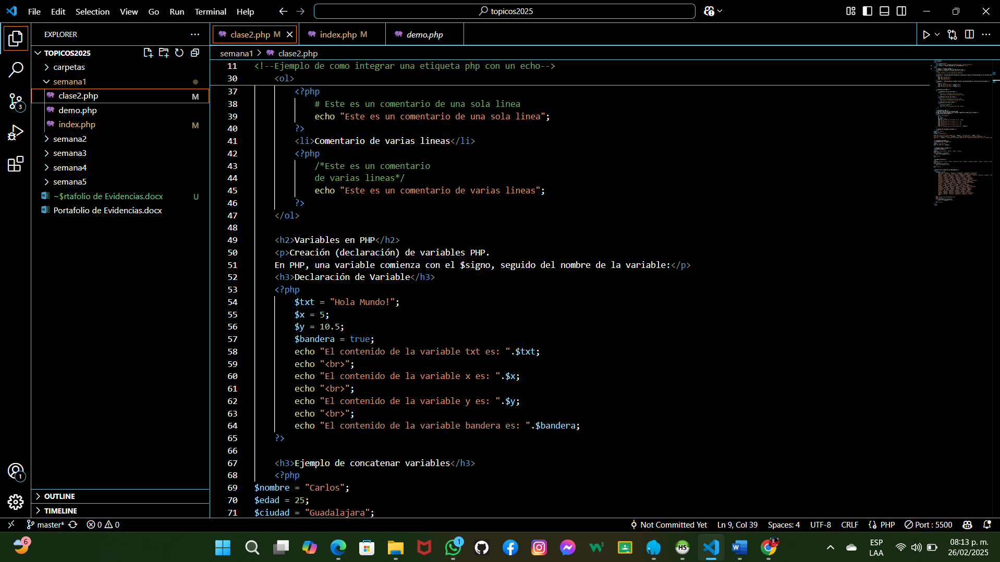 File Edit Selection View Go Run Terminal Help
topicos2025
EXPLORER
TOPICOS2025
carpetas
semana1
clase2.php M
demo.php
index.php M
semana2
semana3
semana4
semana5
~$rtafolio de Evidencias.docx U
Portafolio de Evidencias.docx
OUTLINE
TIMELINE
3
1
clase2.php M
index.php M
demo.php
semana1 > clase2.php
11 <!--Ejemplo de como integrar una etiqueta php con un echo-->
30 <ol>
37 <?php
38 # Este es un comentario de una sola linea
39 echo "Este es un comentario de una sola linea";
40 ?>
41 <li>Comentario de varias lineas</li>
42 <?php
43 /*Este es un comentario
44 de varias lineas*/
45 echo "Este es un comentario de varias lineas";
46 ?>
47 </ol>
48
49 <h2>Variables en PHP</h2>
50 <p>Creación (declaración) de variables PHP.
51 En PHP, una variable comienza con el $signo, seguido del nombre de la variable:</p>
52 <h3>Declaración de Variable</h3>
53 <?php
54 $txt = "Hola Mundo!";
55 $x = 5;
56 $y = 10.5;
57 $bandera = true;
58 echo "El contenido de la variable txt es: ".$txt;
59 echo "<br>";
60 echo "El contenido de la variable x es: ".$x;
61 echo "<br>";
62 echo "El contenido de la variable y es: ".$y;
63 echo "<br>";
64 echo "El contenido de la variable bandera es: ".$bandera;
65 ?>
66
67 <h3>Ejemplo de concatenar variables</h3>
68 <?php
69 $nombre = "Carlos";
70 $edad = 25;
71 $ciudad = "Guadalajara";
master* 0 0 Not Committed Yet Ln 9, Col 39 Spaces: 4 UTF-8 CRLF PHP Port : 5500
6
1
HS
ESP
LAA
08:13 p. m.
26/02/2025